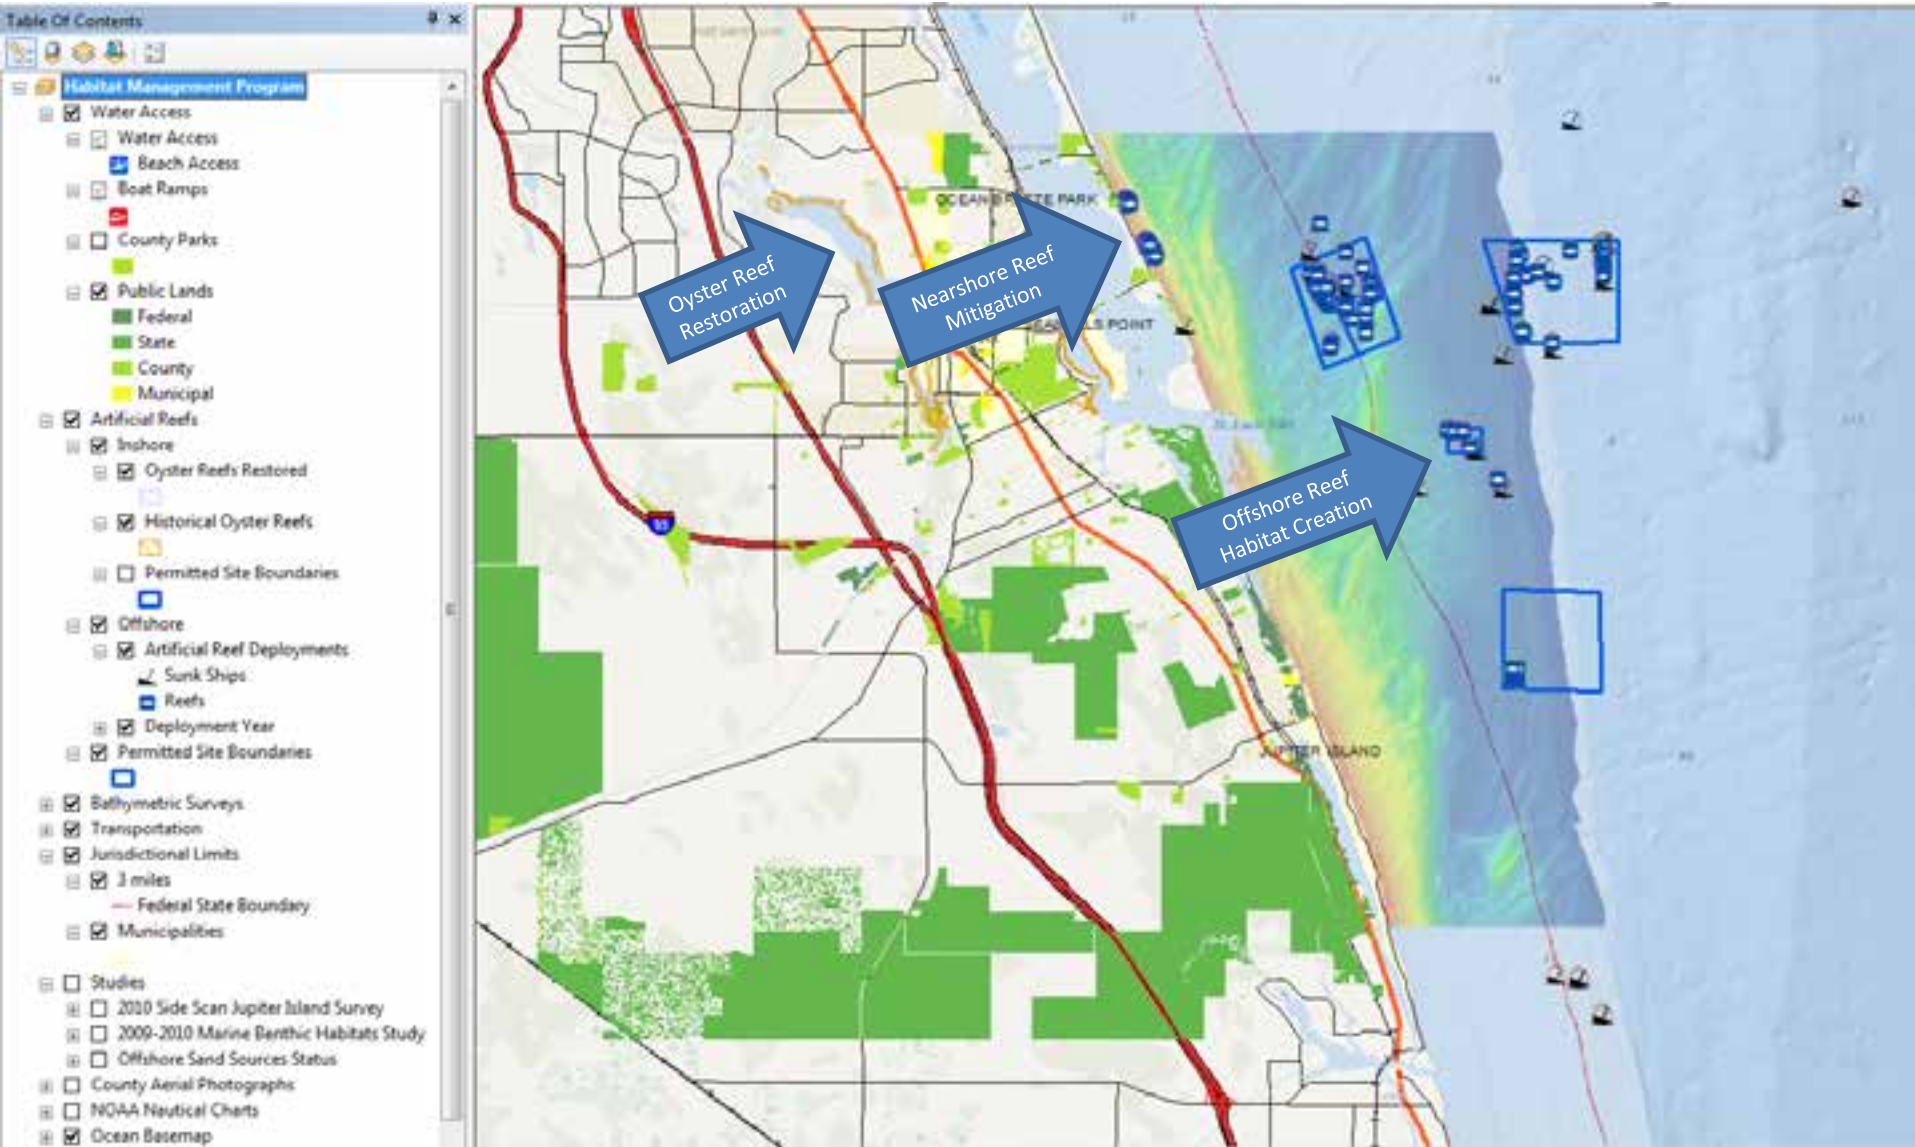 Table Of Contents
Habitat Management Program
Water Access
Water Access
Beach Access
Boat Ramps
County Parks
Public Lands
Federal
State
County
Municipal
Artificial Reefs
Inshore
Oyster Reefs Restored
Historical Oyster Reefs
Permitted Site Boundaries
Offshore
Artificial Reef Deployments
Sunk Ships
Reefs
Deployment Year
Permitted Site Boundaries
Bathymetric Surveys
Transportation
Jurisdictional Limits
3 miles
Federal State Boundary
Municipalities
Studies
2010 Side Scan Jupiter Island Survey
2009-2010 Marine Benthic Habitats Study
Offshore Sand Sources Status
County Aerial Photographs
NOAA Nautical Charts
Ocean Basemap
PARK
Oyster Reef
Restoration
Nearshore Reef
Mitigation
POINT
Offshore Reef
Habitat Creation
95
JUPITER ISLAND